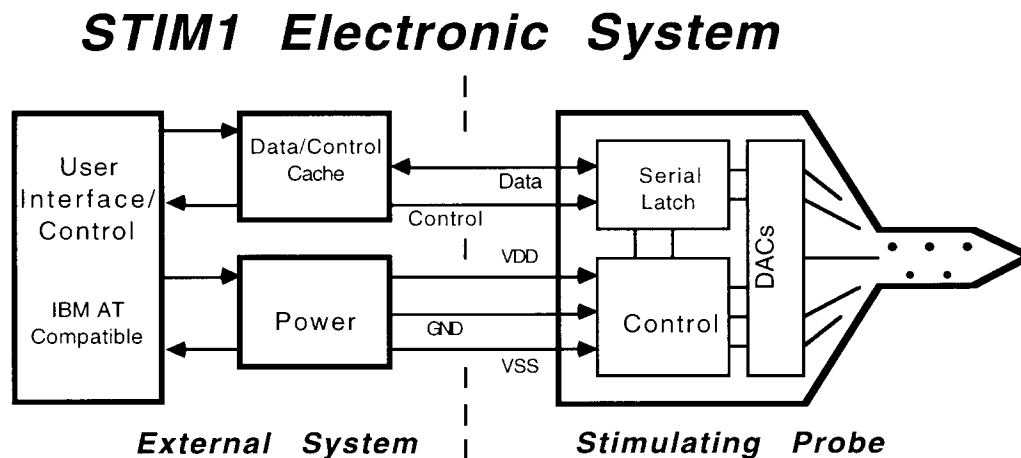 STIM1 Electronic System
User
Interface/
Control
IBM AT
Compatible
Data/Control
Cache
Power
Data
Control
VDD
GND
VSS
Serial
Latch
Control
DACs
External System
Stimulating Probe